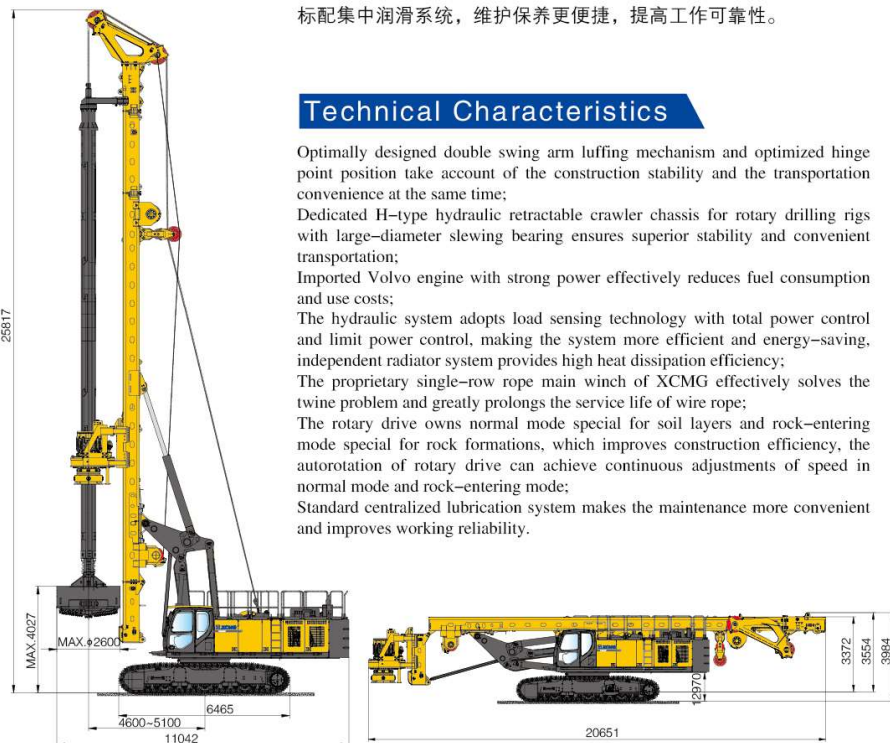 标配集中润滑系统，维护保养更便捷，提高工作可靠性。
Technical Characteristics
Optimally designed double swing arm luffing mechanism and optimized hinge
point position take account of the construction stability and the transportation
convenience at the same time;
Dedicated H-type hydraulic retractable crawler chassis for rotary drilling rigs
with large-diameter slewing bearing ensures superior stability and convenient
transportation;
Imported Volvo engine with strong power effectively reduces fuel consumption
and use costs;
The hydraulic system adopts load sensing technology with total power control
and limit power control, making the system more efficient and energy-saving,
independent radiator system provides high heat dissipation efficiency;
The proprietary single-row rope main winch of XCMG effectively solves the
twine problem and greatly prolongs the service life of wire rope;
The rotary drive owns normal mode special for soil layers and rock-entering
mode special for rock formations, which improves construction efficiency, the
autorotation of rotary drive can achieve continuous adjustments of speed in
normal mode and rock-entering mode;
Standard centralized lubrication system makes the maintenance more convenient
and improves working reliability.
25817
MAX.4027
MAX.φ2600
XCMG
6465
4600~5100
11042
XCMG
12970
3372
3554
3984
20651